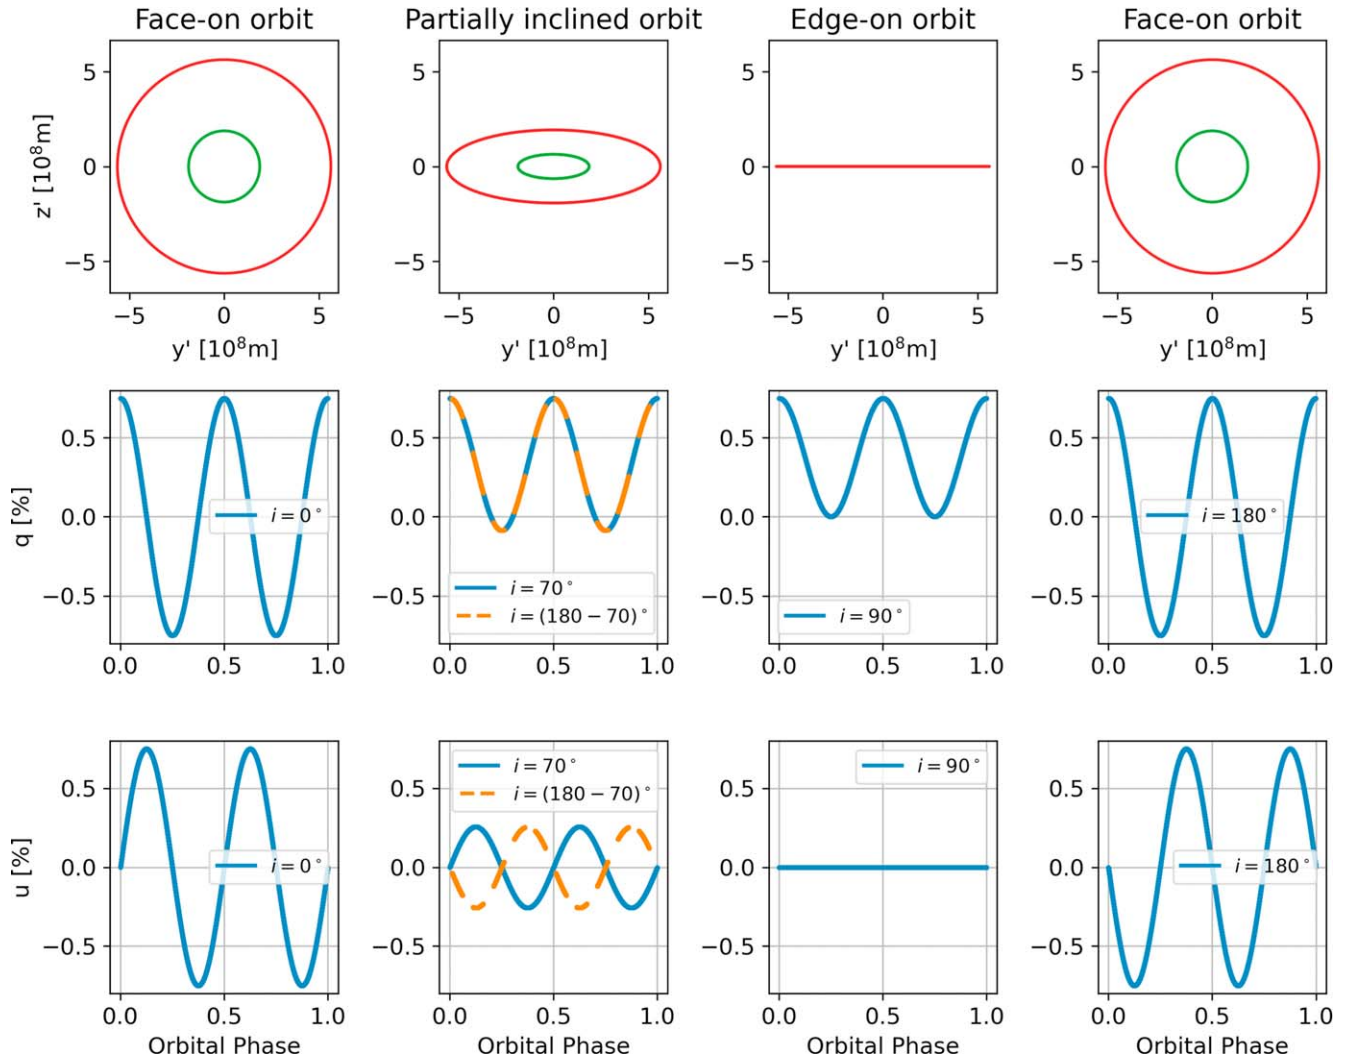 Face-on orbit
Partially inclined orbit
Edge-on orbit
Face-on orbit
z' [10⁸m]
5
0
−5
−5 0 5
y' [10⁸m]
5
0
−5
−5 0 5
y' [10⁸m]
5
0
−5
−5 0 5
y' [10⁸m]
5
0
−5
−5 0 5
y' [10⁸m]
q [%]
0.5
0.0
−0.5
i = 0°
0.0 0.5 1.0
0.5
0.0
−0.5
i = 70°
i = (180 − 70)°
0.0 0.5 1.0
0.5
0.0
−0.5
i = 90°
0.0 0.5 1.0
0.5
0.0
−0.5
i = 180°
0.0 0.5 1.0
u [%]
0.5
0.0
−0.5
i = 0°
0.0 0.5 1.0
Orbital Phase
0.5
0.0
−0.5
i = 70°
i = (180 − 70)°
0.0 0.5 1.0
Orbital Phase
0.5
0.0
−0.5
i = 90°
0.0 0.5 1.0
Orbital Phase
0.5
0.0
−0.5
i = 180°
0.0 0.5 1.0
Orbital Phase